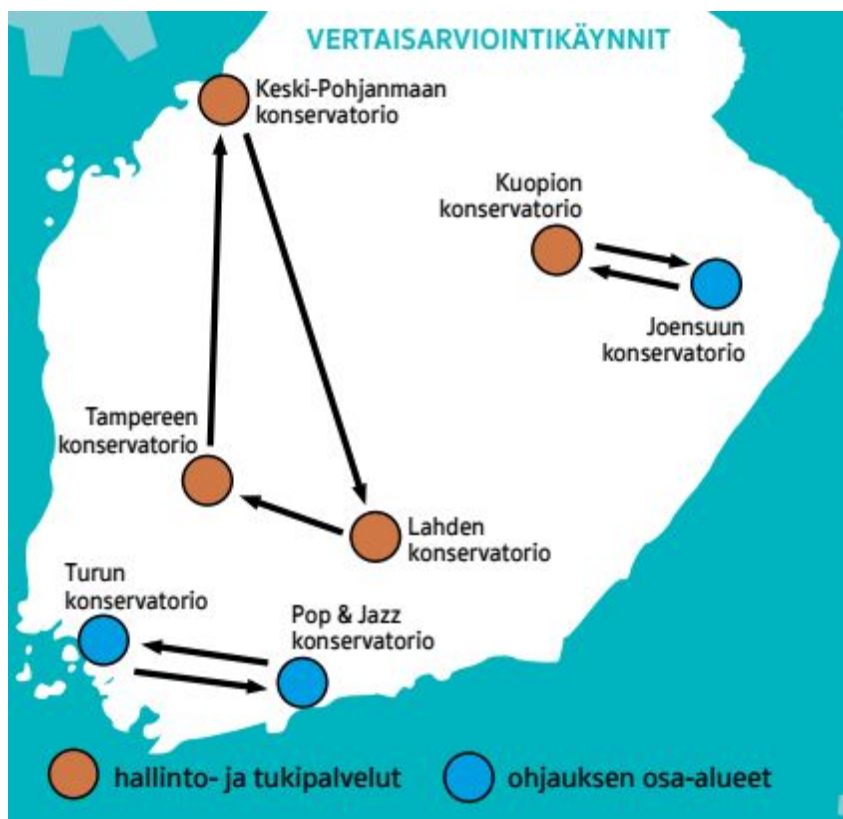 VERTAISARVIOINTIKÄYNNIT
Keski-Pohjanmaan
konservatorio
Kuopion
konservatorio
Joensuun
konservatorio
Tampereen
konservatorio
Lahden
konservatorio
Turun
konservatorio
Pop & Jazz
konservatorio
hallinto- ja tukipalvelut
ohjauksen osa-alueet